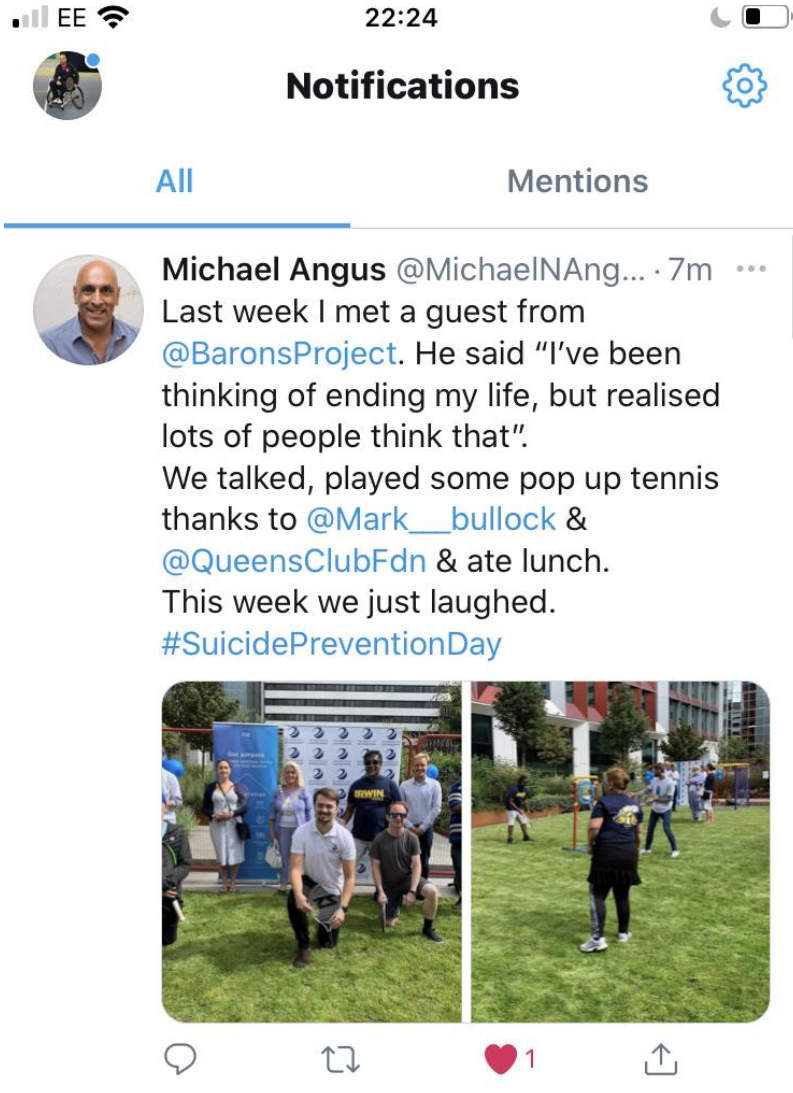 EE 22:24
Notifications
All Mentions
Michael Angus @MichaelNAng... · 7m ...
Last week I met a guest from
@BaronsProject. He said “I’ve been
thinking of ending my life, but realised
lots of people think that”.
We talked, played some pop up tennis
thanks to @Mark___bullock &
@QueensClubFdn & ate lunch.
This week we just laughed.
#SuicidePreventionDay
Our purpose
IRWIN
1